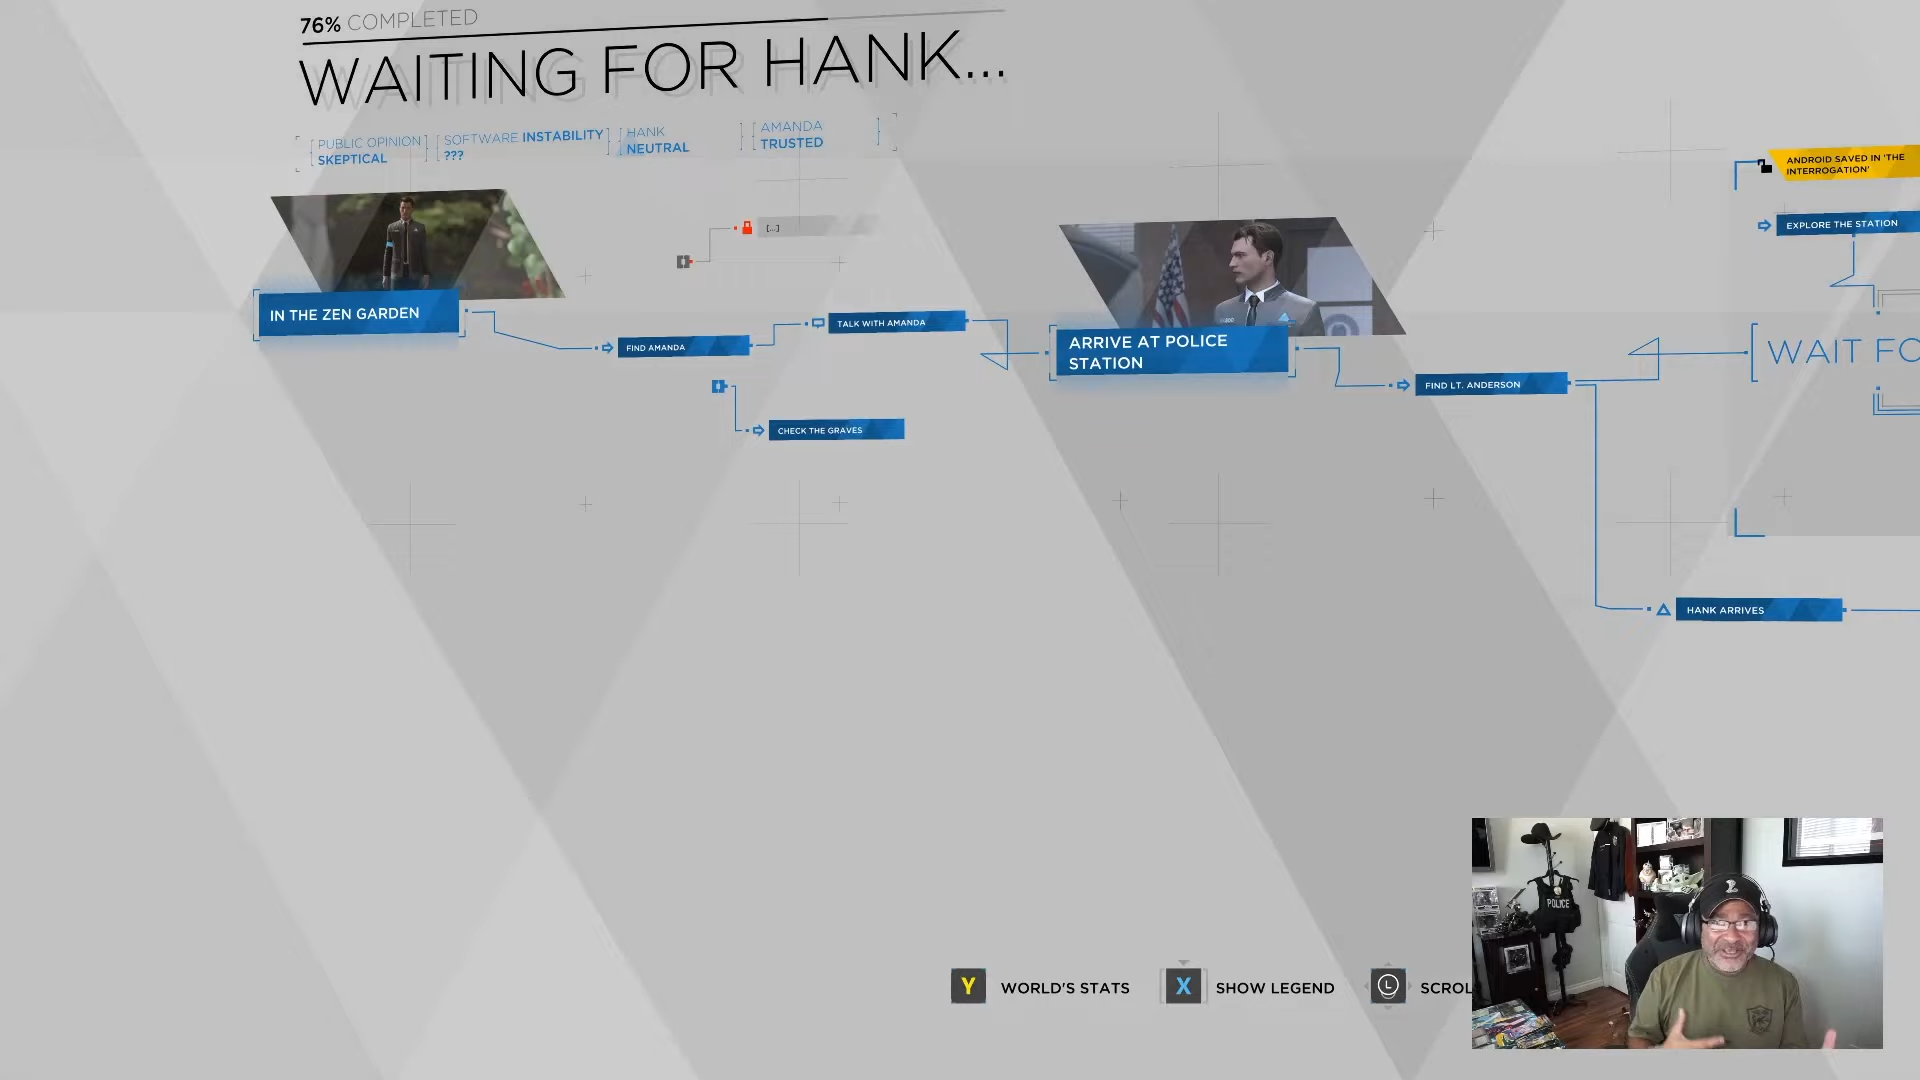 76% COMPLETED
WAITING FOR HANK...
PUBLIC OPINION
SKEPTICAL
SOFTWARE INSTABILITY
???
HANK
NEUTRAL
AMANDA
TRUSTED
[...]
IN THE ZEN GARDEN
FIND AMANDA
TALK WITH AMANDA
CHECK THE GRAVES
ARRIVE AT POLICE
STATION
FIND LT. ANDERSON
ANDROID SAVED IN 'THE
INTERROGATION'
EXPLORE THE STATION
WAIT FO
HANK ARRIVES
Y WORLD'S STATS
X SHOW LEGEND
L SCROL
POLICE